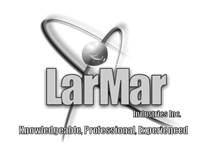 LarMar
Industries Inc.
Knowledgeable, Professional, Experienced